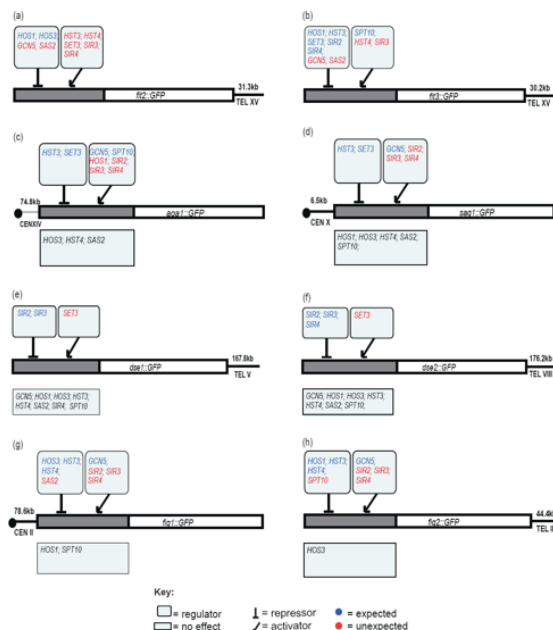 (a)
HOS1; HOS3;
GCN5; SAS2
HST3; HST4;
SET3; SIR3;
SIR4
31.3kb
fit2::GFP
TEL XV
(b)
HOS1; HST3;
SET3; SIR2
SIR4;
GCN5, SAS2
SPT10;
HST4; SIR3
30.2kb
fit3::GFP
TEL XV
(c)
HST3; SET3
GCN5; SPT10;
HOS1, SIR2;
SIR3; SIR4
74.8kb
CENXIV
aga1::GFP
HOS3; HST4; SAS2
(d)
HST3; SET3
GCN5; SIR2;
SIR3; SIR4
6.5kb
CEN X
sag1::GFP
HOS1; HOS3; HST4; SAS2;
SPT10;
(e)
SIR2, SIR3
SET3
167.8kb
dse1::GFP
TEL V
GCN5; HOS1; HOS3; HST3;
HST4; SAS2; SIR4; SPT10
(f)
SIR2; SIR3;
SIR4
SET3
176.2kb
dse2::GFP
TEL VIII
GCN5; HOS1; HOS3; HST3;
HST4; SAS2; SPT10;
(g)
HOS3; HST3;
HST4;
SAS2
GCN5;
SIR2; SIR3
SIR4
78.6kb
CEN II
fig1::GFP
HOS1; SPT10
(h)
HOS1; HST3;
HST4;
SPT10
GCN5;
SIR2; SIR3;
SIR4
44.4kb
fig2::GFP
HOS3
Key:
= regulator
= repressor
= expected
= no effect
= activator
= unexpected